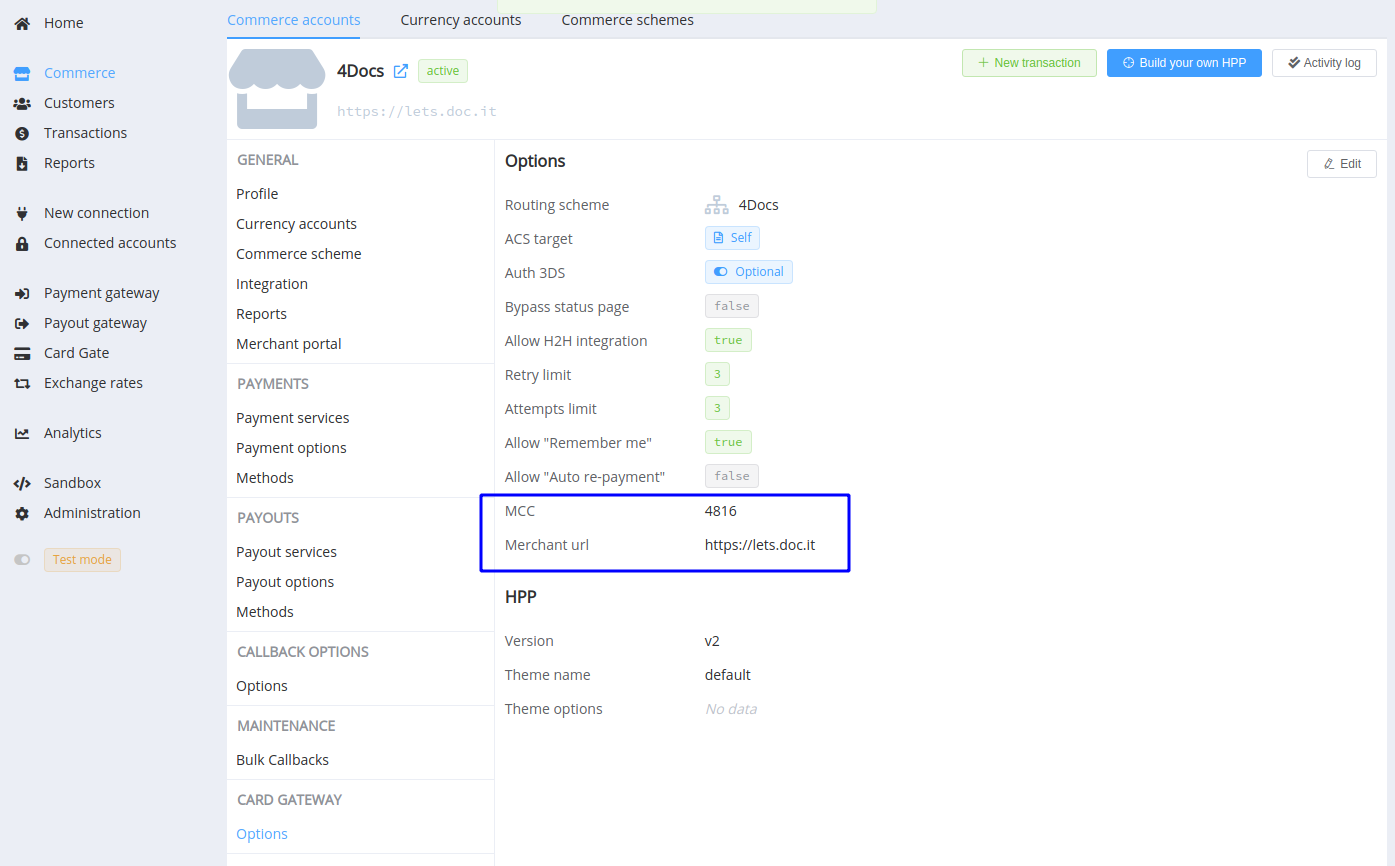 Home
Commerce
Customers
Transactions
Reports
New connection
Connected accounts
Payment gateway
Payout gateway
Card Gate
Exchange rates
Analytics
Sandbox
Administration
Test mode
Commerce accounts Currency accounts Commerce schemes
4Docs active
https://lets.doc.it
New transaction Build your own HPP Activity log
GENERAL
Profile
Currency accounts
Commerce scheme
Integration
Reports
Merchant portal
PAYMENTS
Payment services
Payment options
Methods
PAYOUTS
Payout services
Payout options
Methods
CALLBACK OPTIONS
Options
MAINTENANCE
Bulk Callbacks
CARD GATEWAY
Options
Options Edit
Routing scheme 4Docs
ACS target Self
Auth 3DS Optional
Bypass status page false
Allow H2H integration true
Retry limit 3
Attempts limit 3
Allow "Remember me" true
Allow "Auto re-payment" false
MCC 4816
Merchant url https://lets.doc.it
HPP
Version v2
Theme name default
Theme options No data